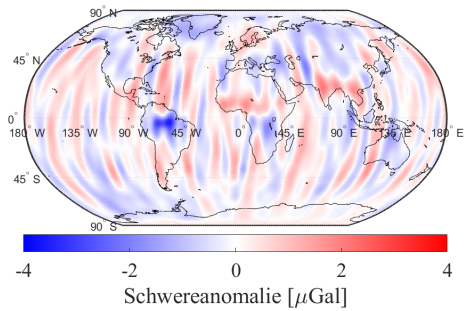 90° N
45° N
0°
180° W 135° W 90° W 45° W 0° 45° E 90° E 135° E 180° E
45° S
90° S
-4 -2 0 2 4
Schwereanomalie [μGal]